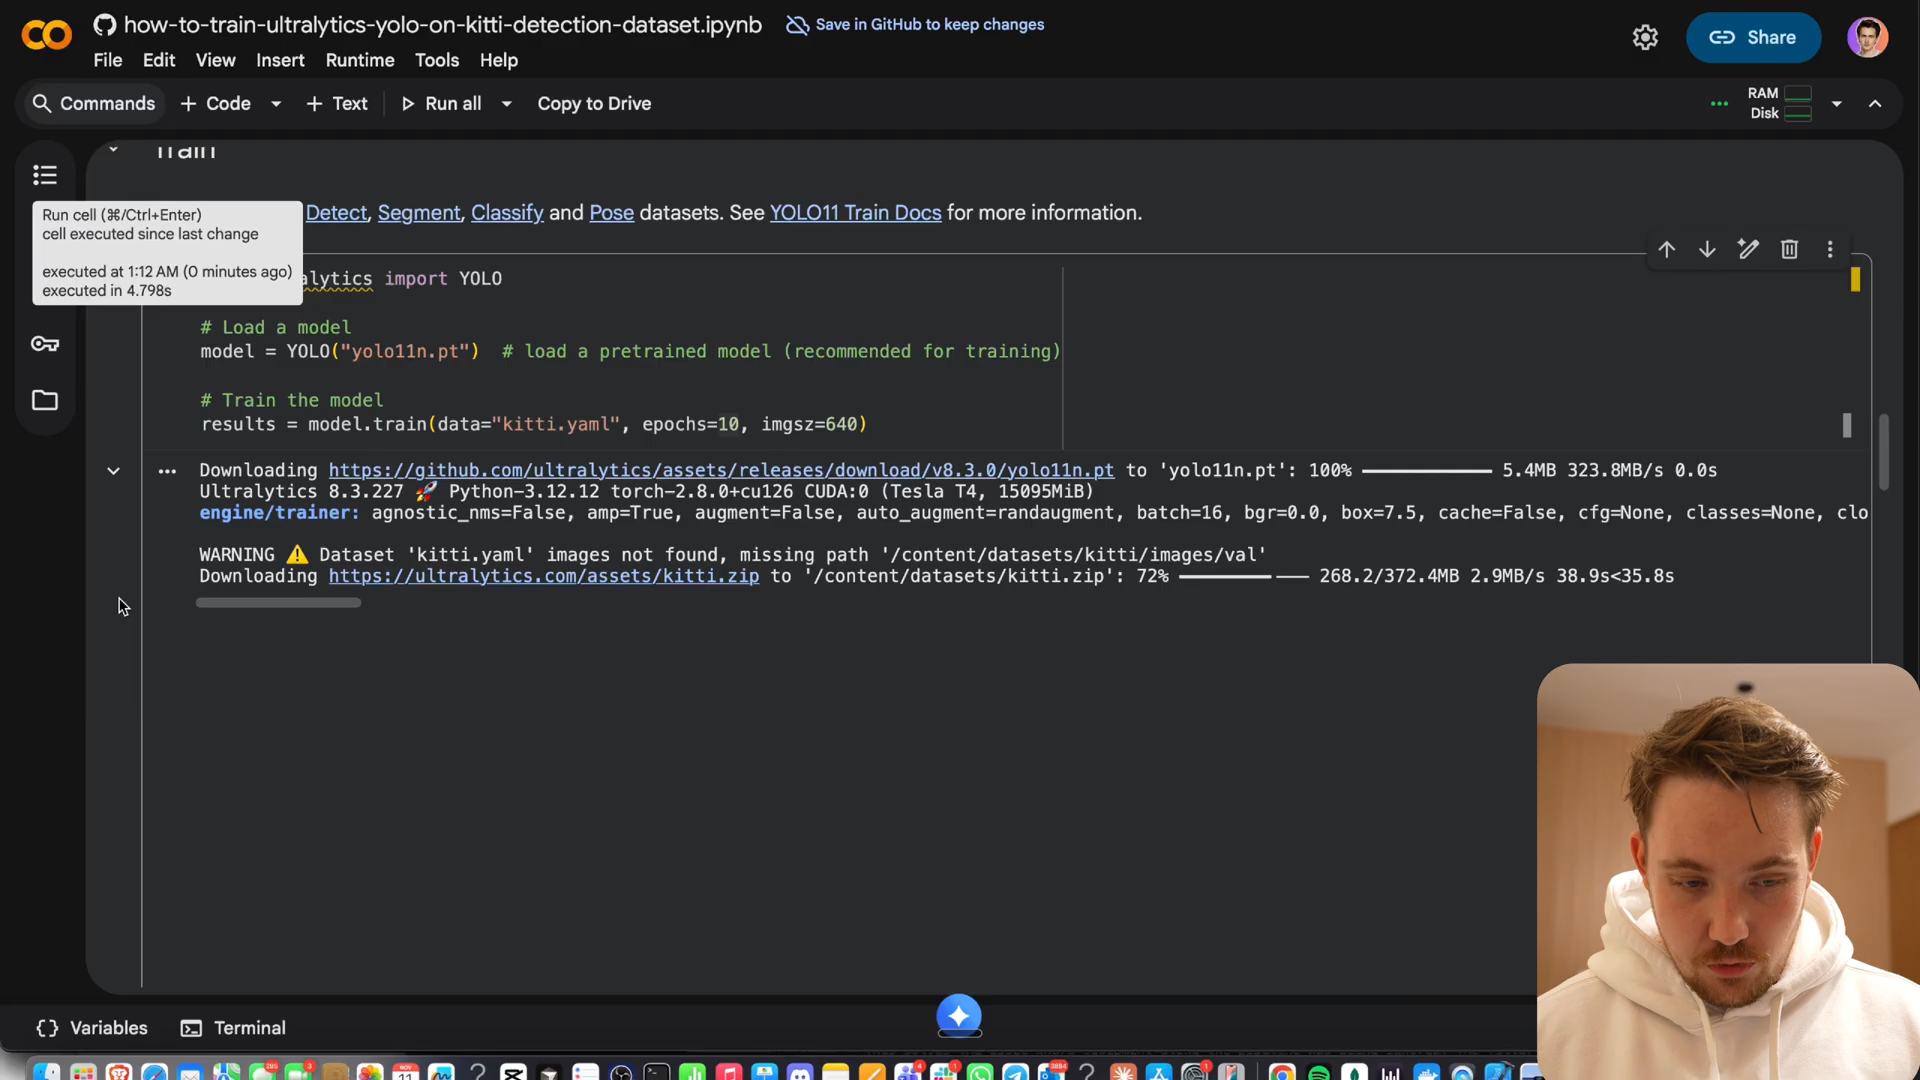 how-to-train-ultralytics-yolo-on-kitti-detection-dataset.ipynb
Save in GitHub to keep changes
Share
File Edit View Insert Runtime Tools Help
Commands
Code
Text
Run all
Copy to Drive
RAM
Disk
Train
Detect, Segment, Classify and Pose datasets. See YOLO11 Train Docs for more information.
Run cell (⌘/Ctrl+Enter)
cell executed since last change
executed at 1:12 AM (0 minutes ago)
executed in 4.798s
alytics import YOLO
# Load a model
model = YOLO("yolo11n.pt")  # load a pretrained model (recommended for training)
# Train the model
results = model.train(data="kitti.yaml", epochs=10, imgsz=640)
Downloading https://github.com/ultralytics/assets/releases/download/v8.3.0/yolo11n.pt to 'yolo11n.pt': 100% 5.4MB 323.8MB/s 0.0s
Ultralytics 8.3.227 🚀 Python-3.12.12 torch-2.8.0+cu126 CUDA:0 (Tesla T4, 15095MiB)
engine/trainer: agnostic_nms=False, amp=True, augment=False, auto_augment=randaugment, batch=16, bgr=0.0, box=7.5, cache=False, cfg=None, classes=None, clo
WARNING ⚠️ Dataset 'kitti.yaml' images not found, missing path '/content/datasets/kitti/images/val'
Downloading https://ultralytics.com/assets/kitti.zip to '/content/datasets/kitti.zip': 72% 268.2/372.4MB 2.9MB/s 38.9s<35.8s
Variables
Terminal